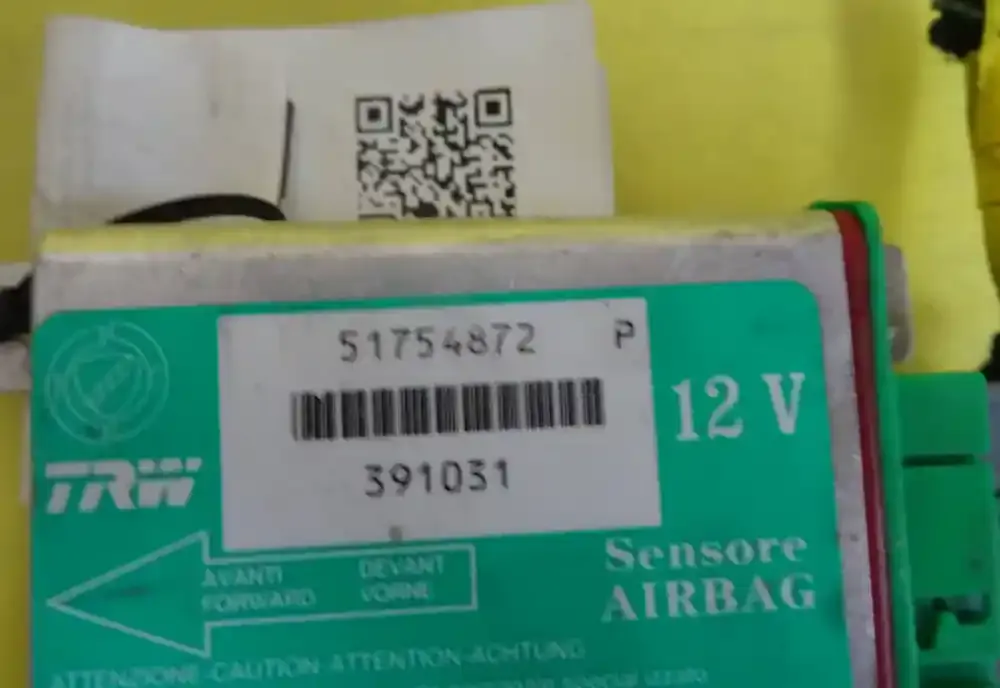 51754872 P
12 V
391031
TRW
AVANTI DEVANT
FORWARD VORNE
Sensore
AIRBAG
ATTENZIONE-CAUTION-ATTENTION-ACHTUNG